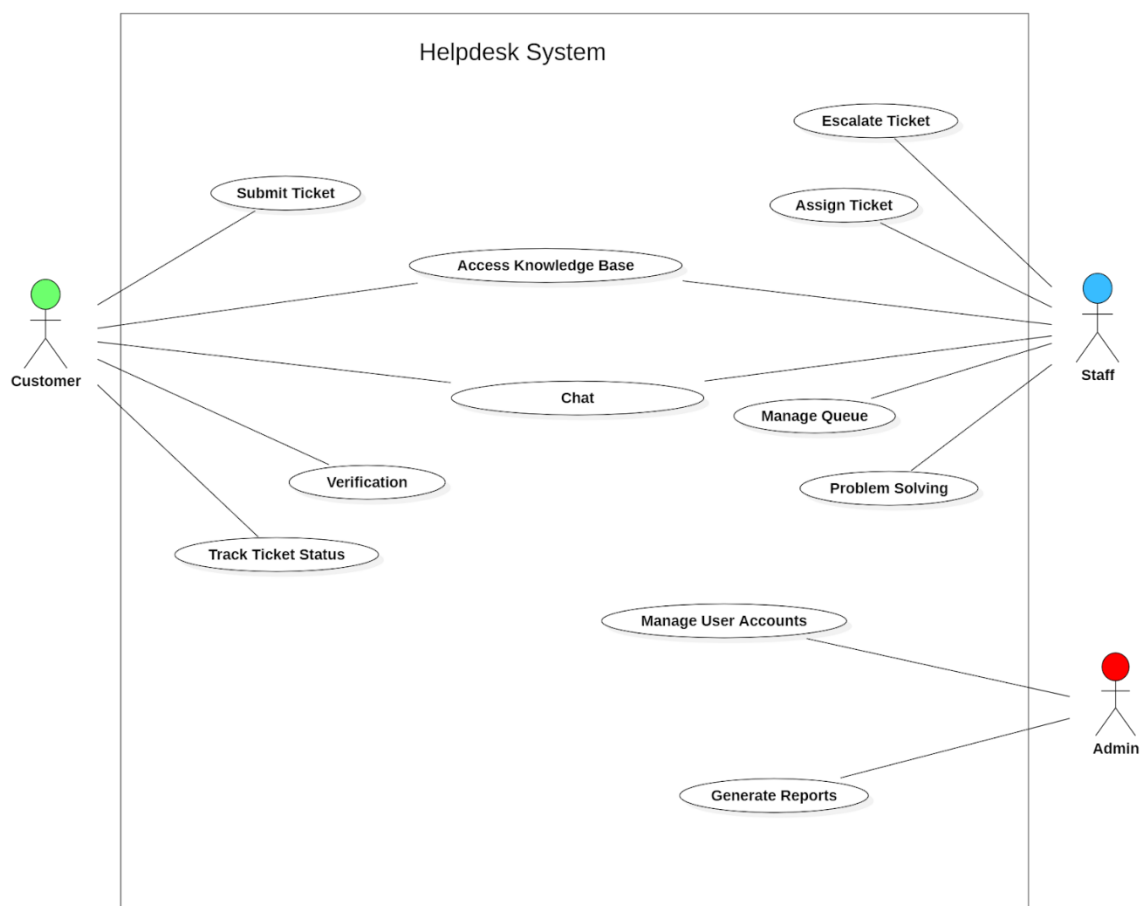 Helpdesk System
Escalate Ticket
Submit Ticket
Assign Ticket
Access Knowledge Base
Customer
Staff
Chat
Manage Queue
Verification
Problem Solving
Track Ticket Status
Manage User Accounts
Admin
Generate Reports